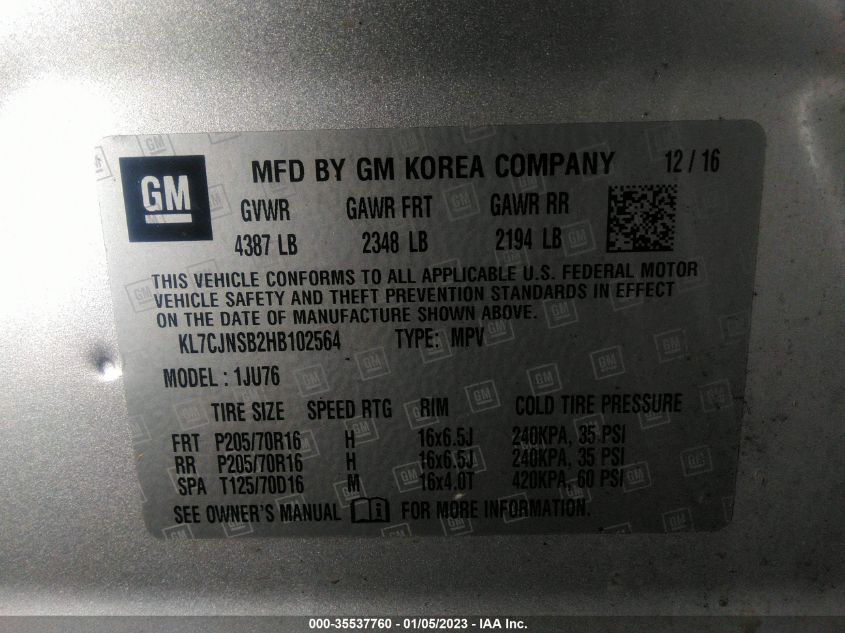 GM MFD BY GM KOREA COMPANY 12/16
GVWR GAWR FRT GAWR RR
4387 LB 2348 LB 2194 LB
THIS VEHICLE CONFORMS TO ALL APPLICABLE U.S. FEDERAL MOTOR
VEHICLE SAFETY AND THEFT PREVENTION STANDARDS IN EFFECT
ON THE DATE OF MANUFACTURE SHOWN ABOVE.
KL7CJNSB2HB102564 TYPE: MPV
MODEL : 1JU76
TIRE SIZE SPEED RTG RIM COLD TIRE PRESSURE
FRT P205/70R16 H 16x6.5J 240KPA, 35 PSI
RR P205/70R16 H 16x6.5J 240KPA, 35 PSI
SPA T125/70D16 M 16x4.0T 420KPA, 60 PSI
SEE OWNER'S MANUAL FOR MORE INFORMATION.
000-35537760 - 01/05/2023 - IAA Inc.